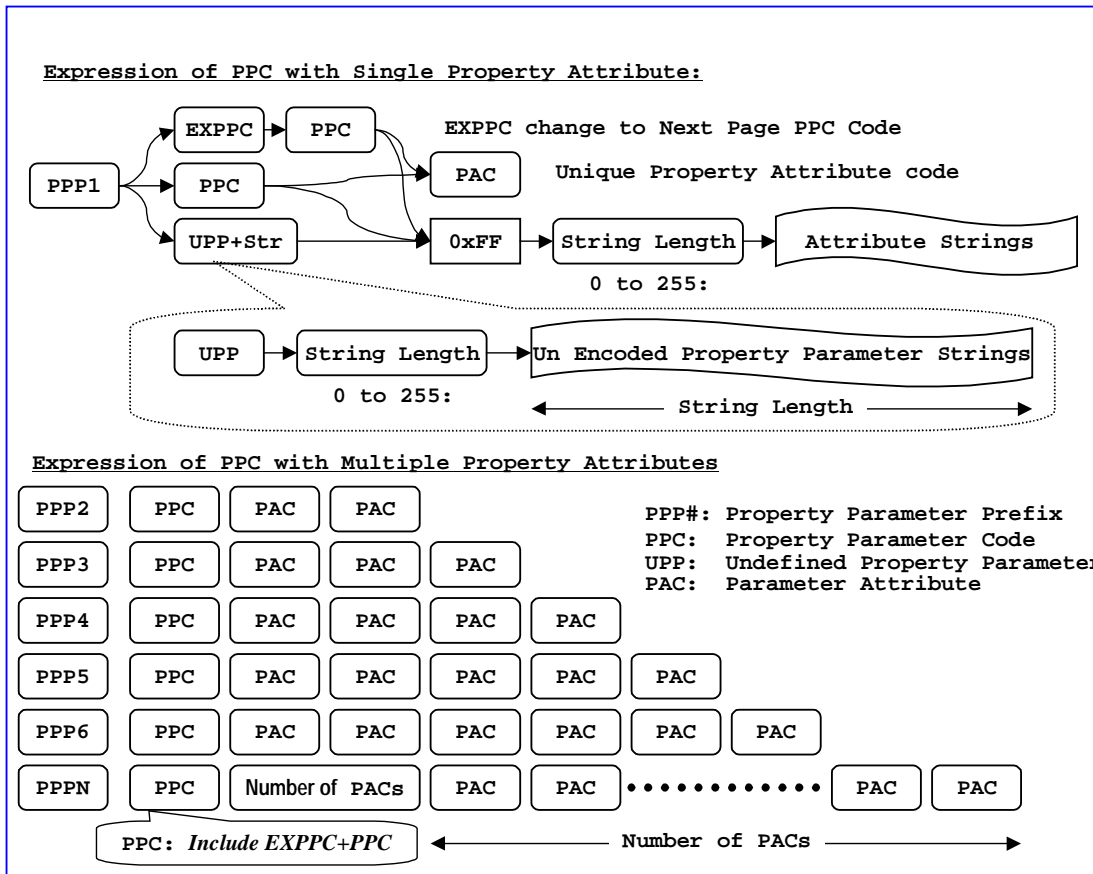 Expression of PPC with Single Property Attribute:
EXPPC PPC EXPPC change to Next Page PPC Code
PPP1 PPC PAC Unique Property Attribute code
UPP+Str 0xFF String Length Attribute Strings
0 to 255:
UPP String Length Un Encoded Property Parameter Strings
0 to 255: String Length
Expression of PPC with Multiple Property Attributes
PPP2 PPC PAC PAC
PPP#: Property Parameter Prefix
PPC: Property Parameter Code
UPP: Undefined Property Parameter
PAC: Parameter Attribute
PPP3 PPC PAC PAC PAC
PPP4 PPC PAC PAC PAC PAC
PPP5 PPC PAC PAC PAC PAC PAC
PPP6 PPC PAC PAC PAC PAC PAC PAC
PPPN PPC Number of PACs PAC PAC PAC PAC
PPC: Include EXPPC+PPC Number of PACs